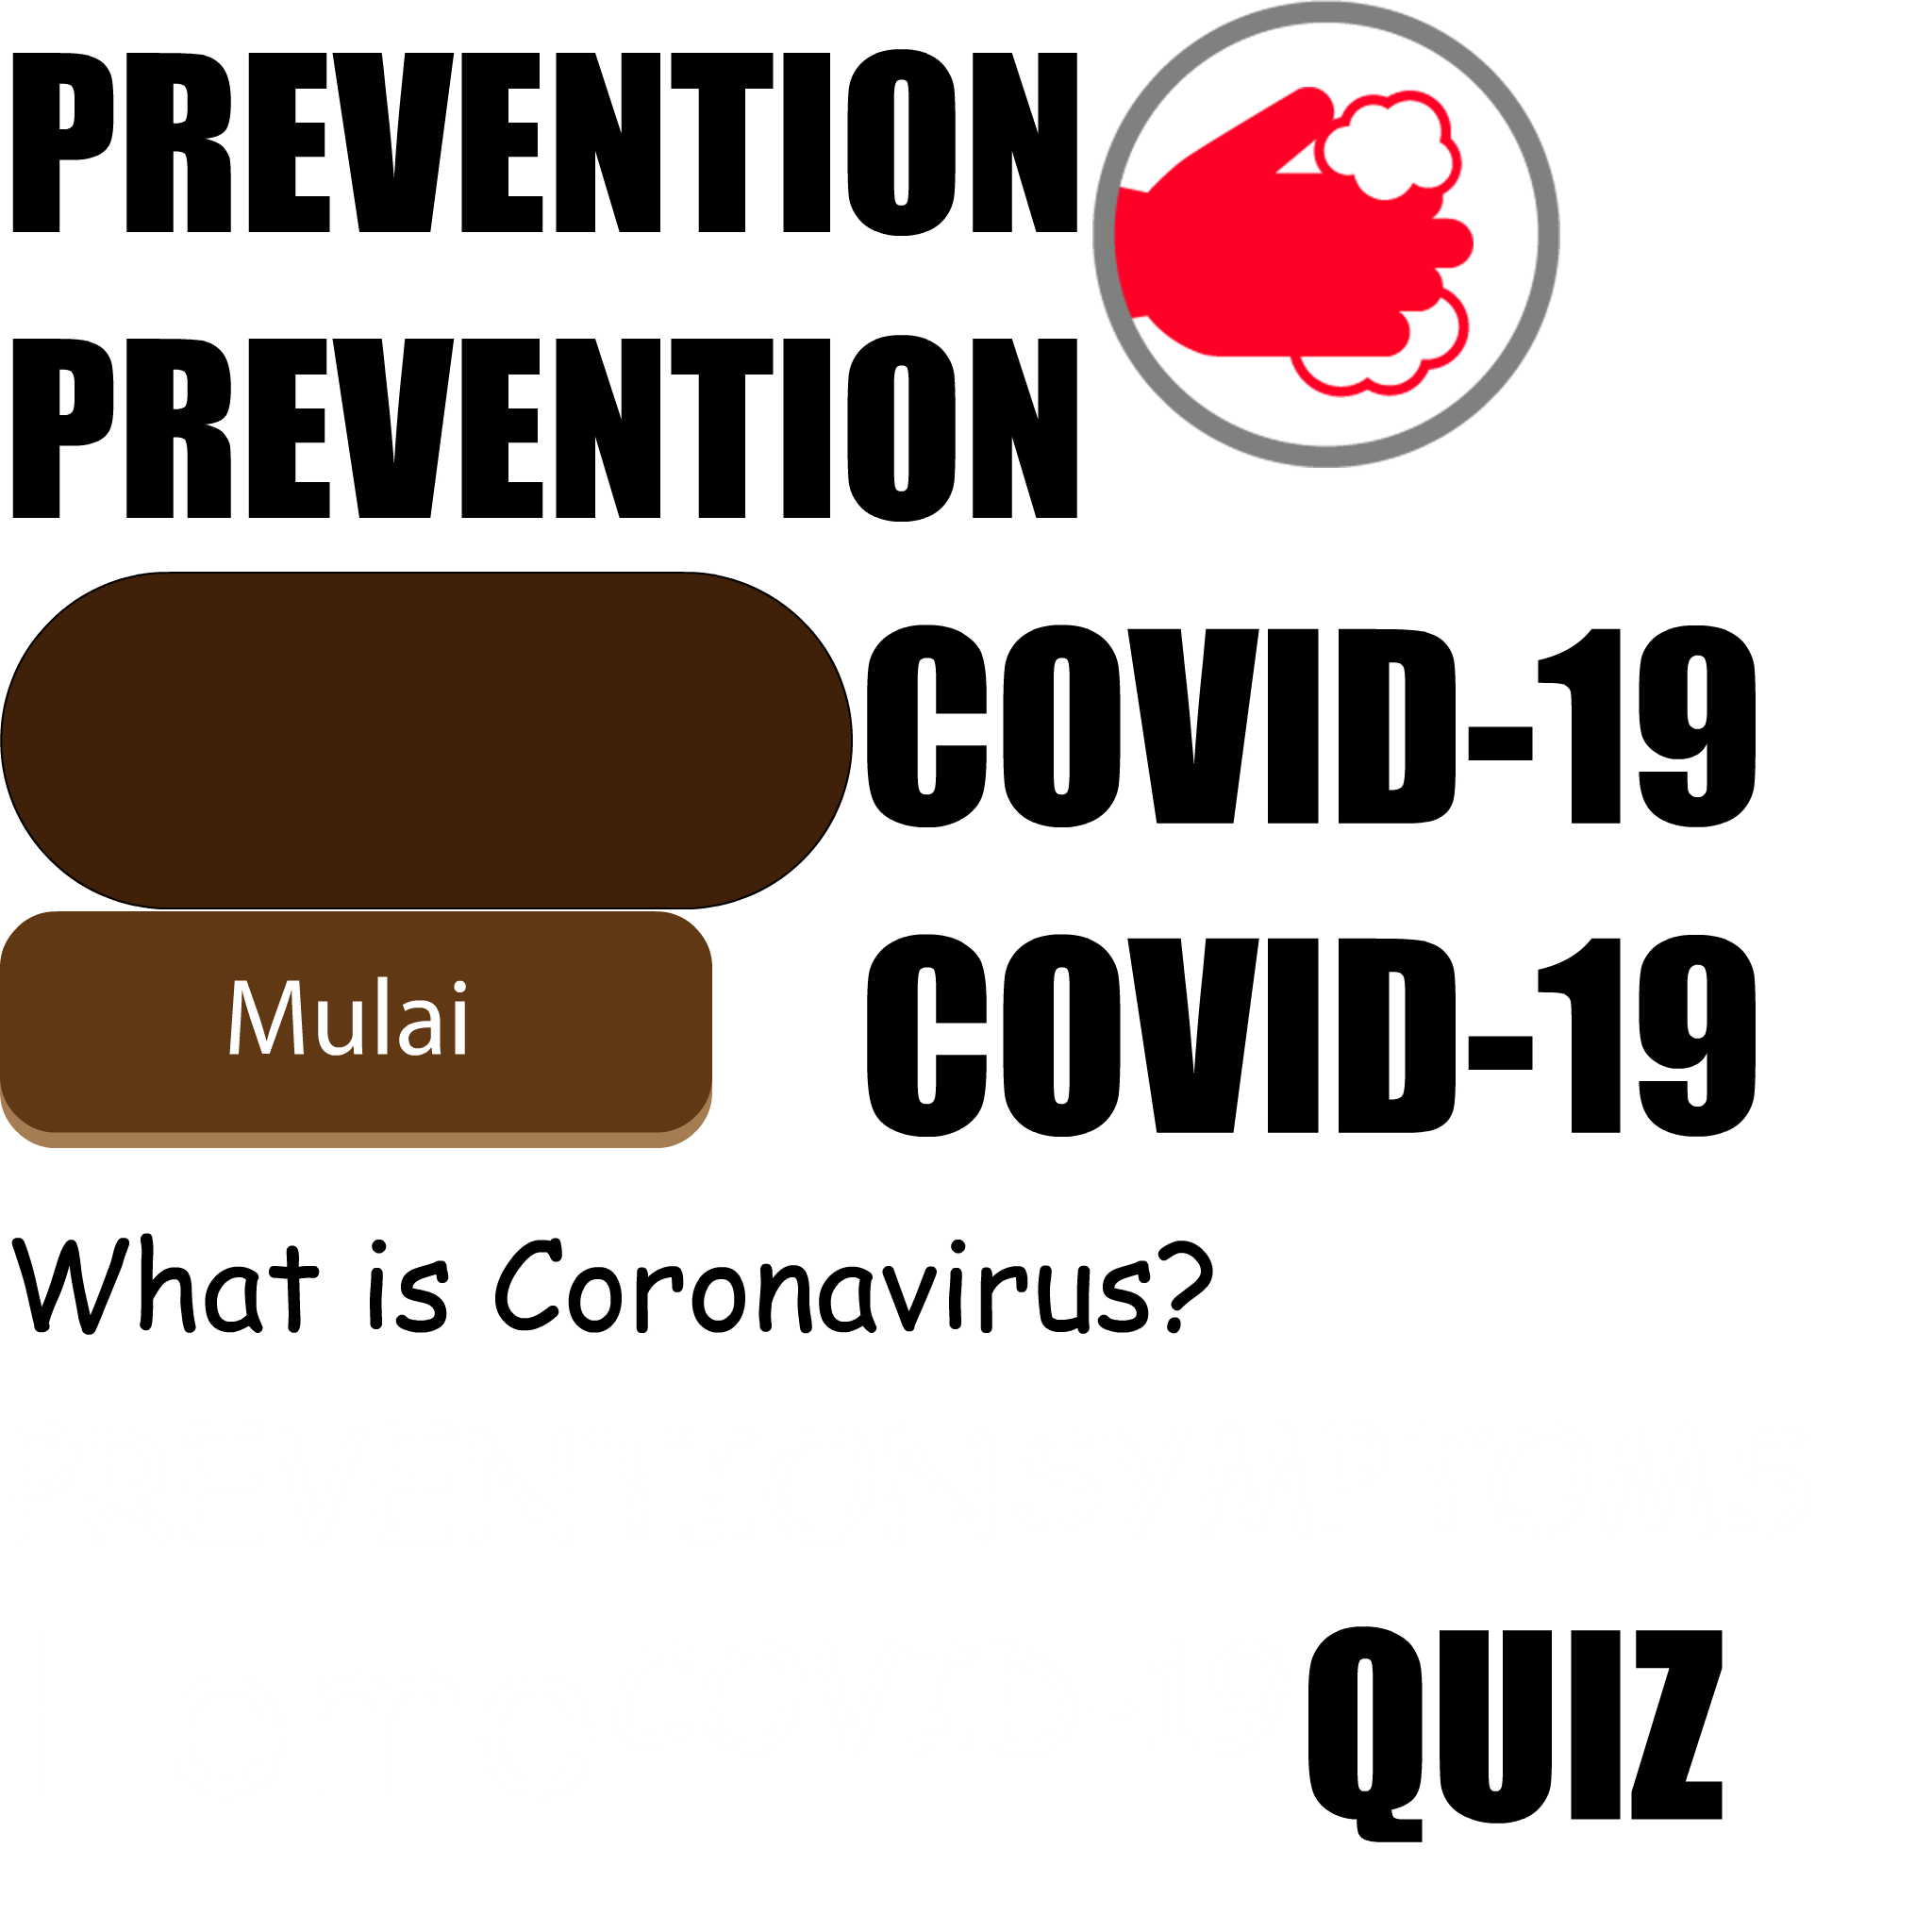 PREVENTION
PREVENTION
COVID-19
Mulai
COVID-19
What is Coronavirus?
QUIZ